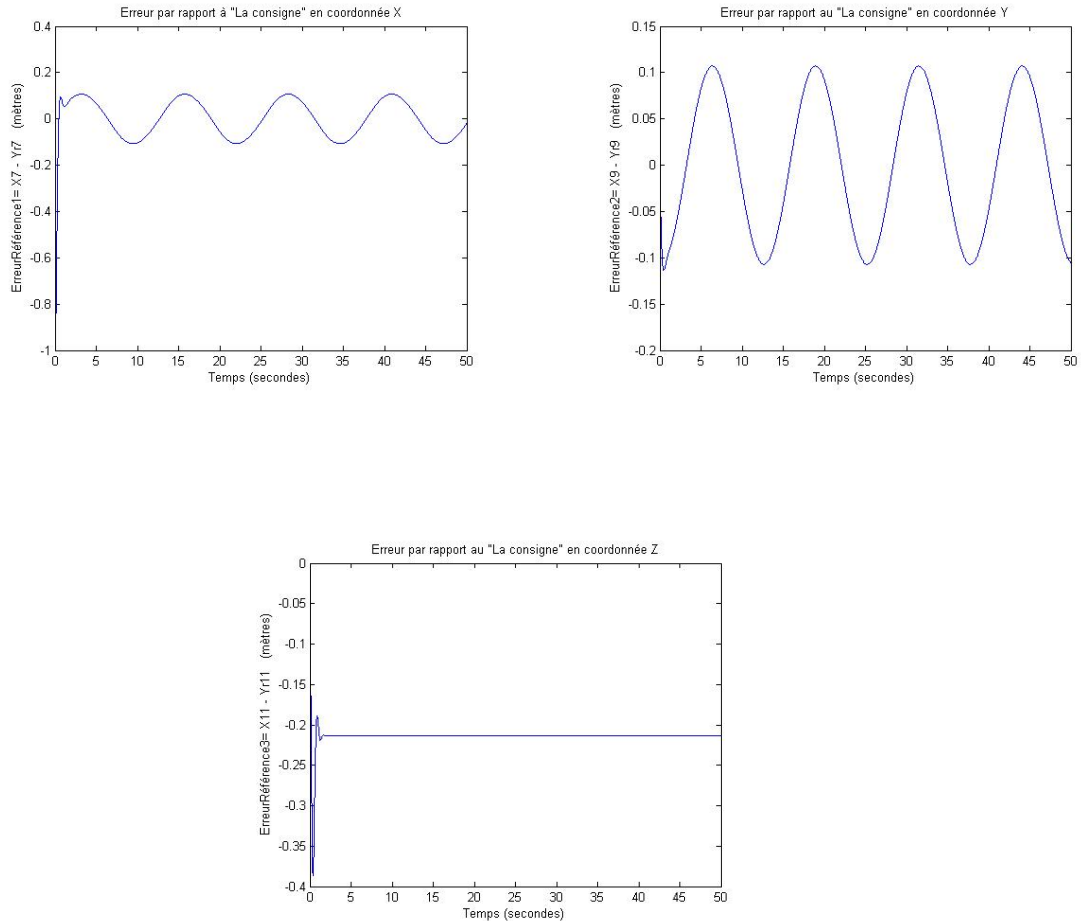 Erreur par rapport à "La consigne" en coordonnée X
0.4
0.2
0
-0.2
-0.4
-0.6
-0.8
-1
ErreurRéférence1= X7 - Yr7 (mètres)
0 5 10 15 20 25 30 35 40 45 50
Temps (secondes)
Erreur par rapport au "La consigne" en coordonnée Y
0.15
0.1
0.05
0
-0.05
-0.1
-0.15
-0.2
ErreurRéférence2= X9 - Yr9 (mètres)
0 5 10 15 20 25 30 35 40 45 50
Temps (secondes)
Erreur par rapport au "La consigne" en coordonnée Z
0
-0.05
-0.1
-0.15
-0.2
-0.25
-0.3
-0.35
-0.4
ErreurRéférence3= X11 - Yr11 (mètres)
0 5 10 15 20 25 30 35 40 45 50
Temps (secondes)